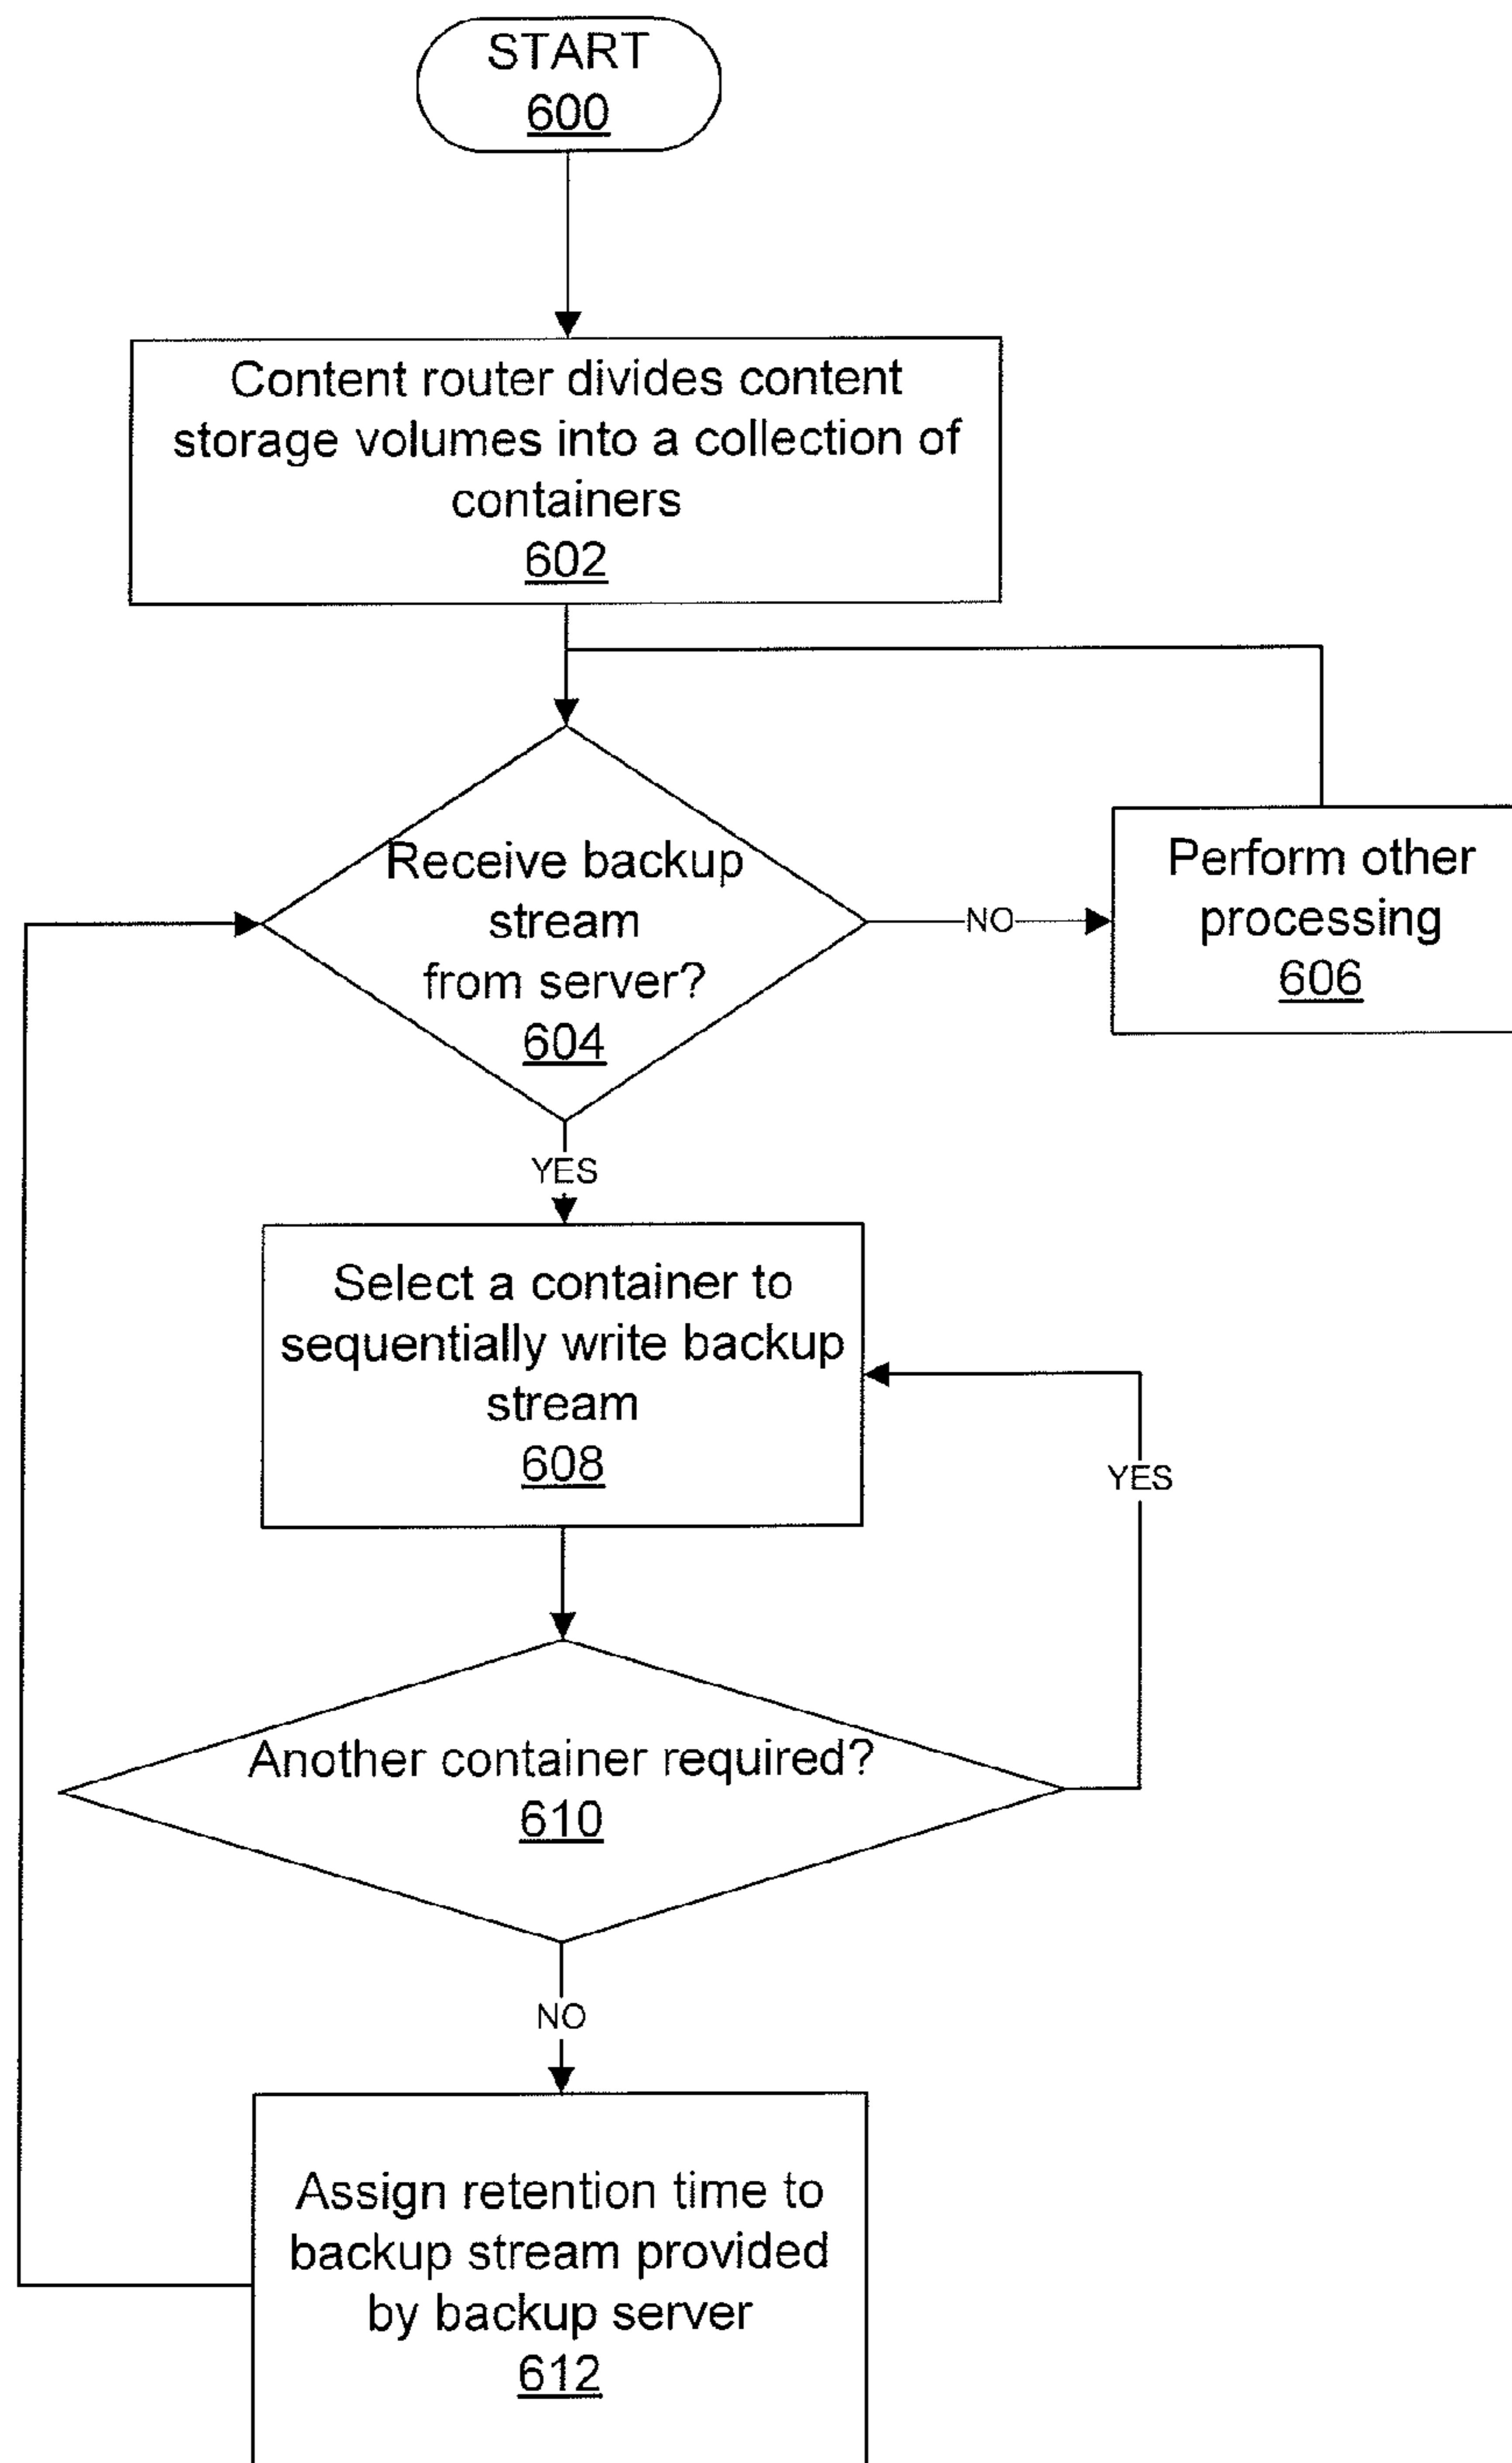 START
600
Content router divides content
storage volumes into a collection of
containers
602
Receive backup
stream
from server?
604
NO
Perform other
processing
606
YES
Select a container to
sequentially write backup
stream
608
YES
Another container required?
610
NO
Assign retention time to
backup stream provided
by backup server
612